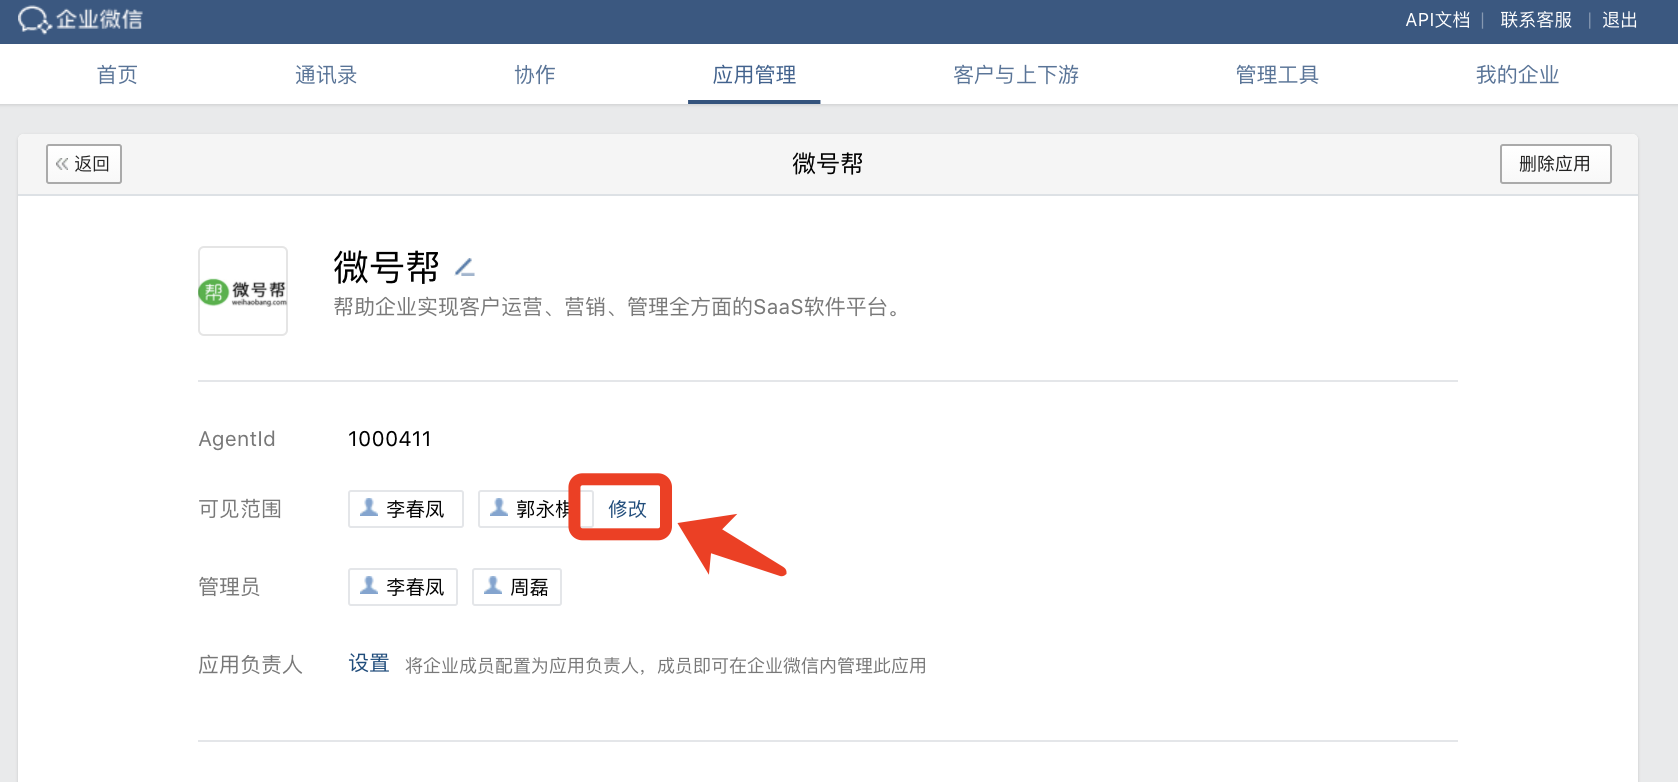 企业微信
API文档 | 联系客服 | 退出
首页 通讯录 协作 应用管理 客户与上下游 管理工具 我的企业
« 返回 微号帮 删除应用
帮 微号帮
weihaobang.com
微号帮
帮助企业实现客户运营、营销、管理全方面的SaaS软件平台。
AgentId 1000411
可见范围 李春凤 郭永棋 修改
管理员 李春凤 周磊
应用负责人 设置 将企业成员配置为应用负责人，成员即可在企业微信内管理此应用